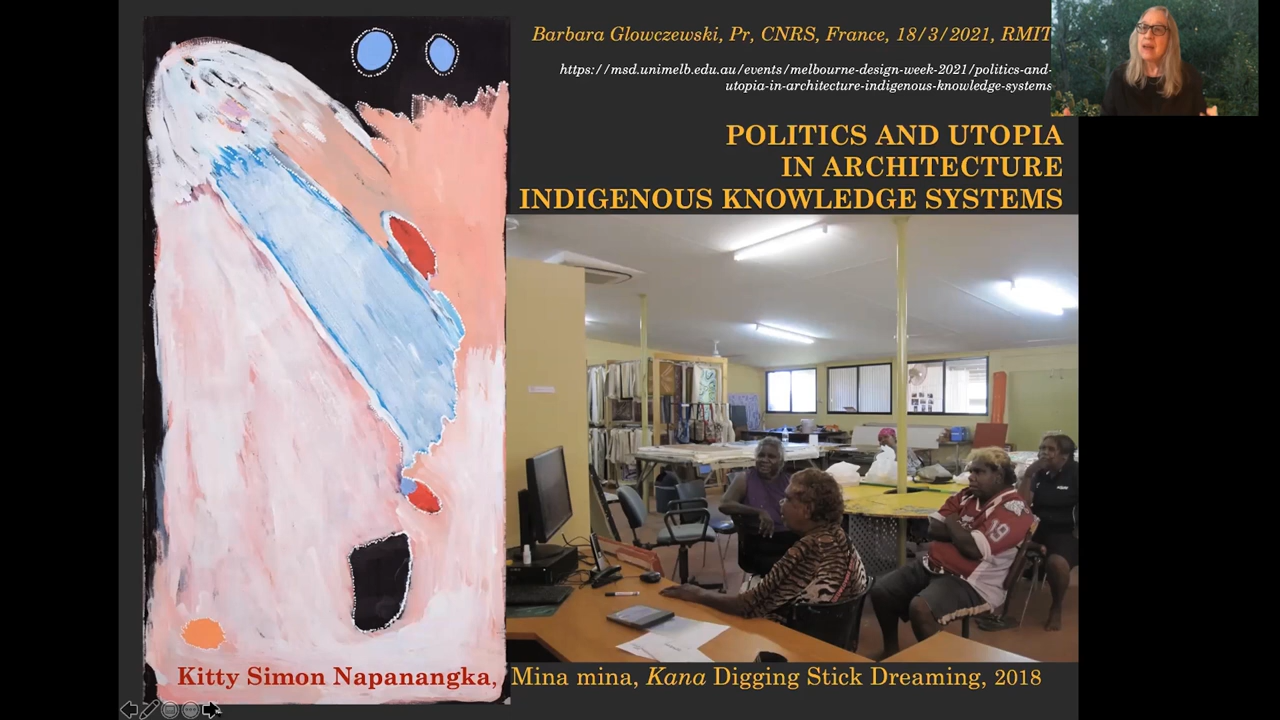 Barbara Glowczewski, Pr, CNRS, France, 18/3/2021, RMIT
https://msd.unimelb.edu.au/events/melbourne-design-week-2021/politics-and-
utopia-in-architecture-indigenous-knowledge-systems
POLITICS AND UTOPIA
IN ARCHITECTURE
INDIGENOUS KNOWLEDGE SYSTEMS
19
Kitty Simon Napanangka, Mina mina, Kana Digging Stick Dreaming, 2018